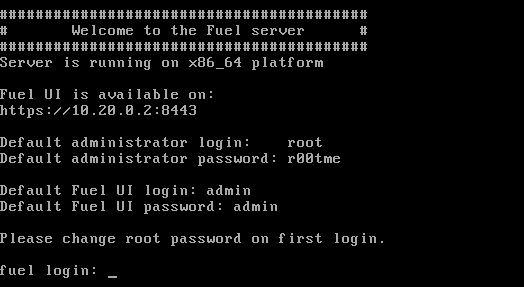 #########################################
#       Welcome to the Fuel server      #
#########################################
Server is running on x86_64 platform
Fuel UI is available on:
https://10.20.0.2:8443
Default administrator login:    root
Default administrator password: r00tme
Default Fuel UI login: admin
Default Fuel UI password: admin
Please change root password on first login.
fuel login: _